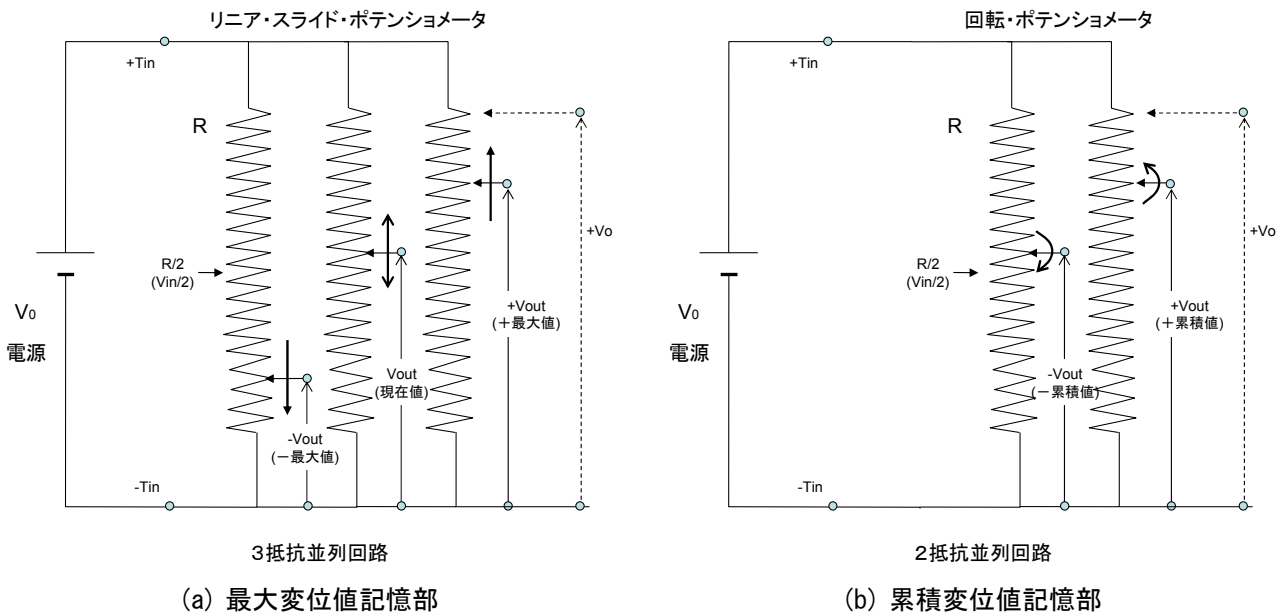 リニア・スライド・ポテンショメータ
+Tin
R
R/2
(Vin/2)
V0
電源
+Vo
+Vout
(＋最大値)
Vout
(現在値)
-Vout
(－最大値)
-Tin
３抵抗並列回路
(a) 最大変位値記憶部
回転・ポテンショメータ
+Tin
R
R/2
(Vin/2)
V0
電源
+Vo
+Vout
(＋累積値)
-Vout
(－累積値)
-Tin
２抵抗並列回路
(b) 累積変位値記憶部